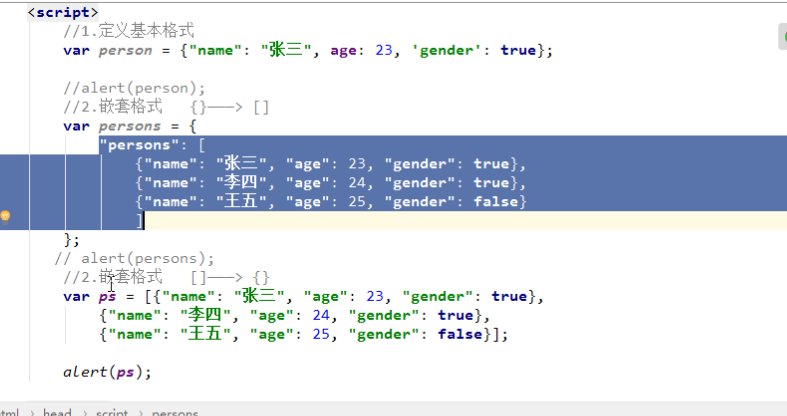 <script>
//1.定义基本格式
var person = {"name": "张三", age: 23, 'gender': true};
//alert(person);
//2.嵌套格式   {}———> []
var persons = {
"persons": [
{"name": "张三", "age": 23, "gender": true},
{"name": "李四", "age": 24, "gender": true},
{"name": "王五", "age": 25, "gender": false}
]
};
// alert(persons);
//2.嵌套格式   []———> {}
var ps = [{"name": "张三", "age": 23, "gender": true},
{"name": "李四", "age": 24, "gender": true},
{"name": "王五", "age": 25, "gender": false}];
alert(ps);
html › head › script › persons